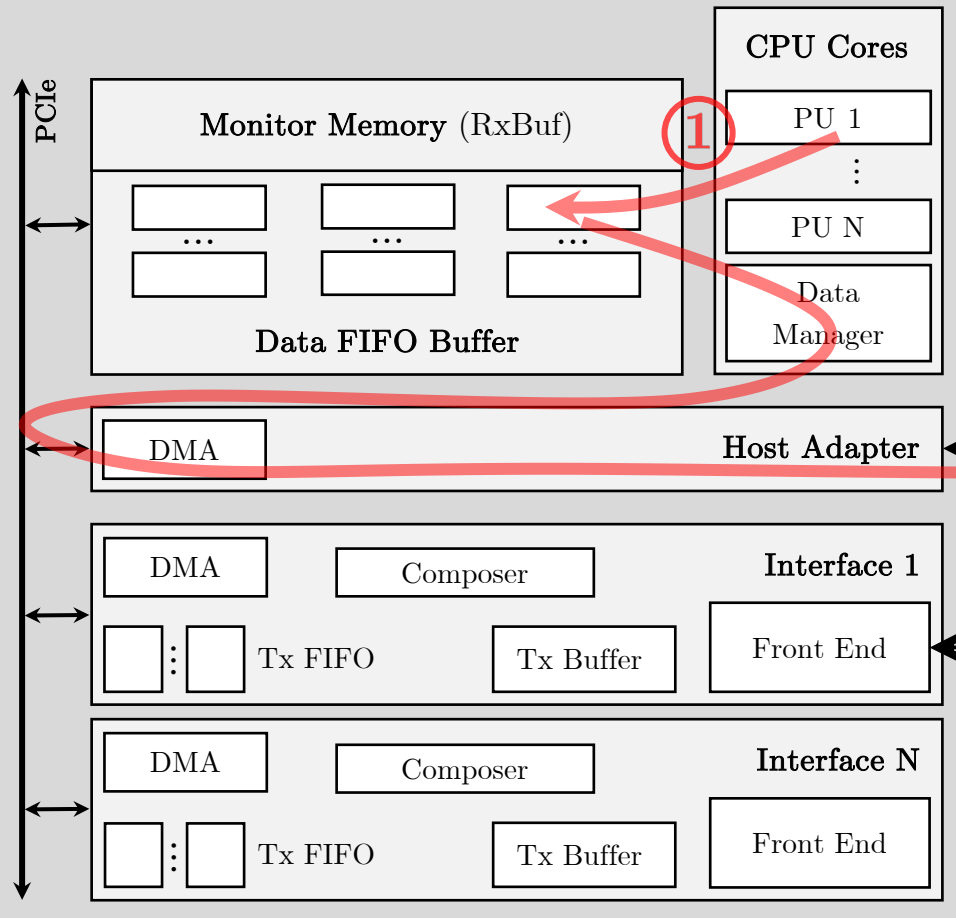 CPU Cores
PCIe
Monitor Memory (RxBuf)
1
PU 1
⋮
PU N
...
...
...
Data
Manager
Data FIFO Buffer
DMA
Host Adapter
DMA
Composer
Interface 1
⋮
Tx FIFO
Tx Buffer
Front End
DMA
Composer
Interface N
⋮
Tx FIFO
Tx Buffer
Front End